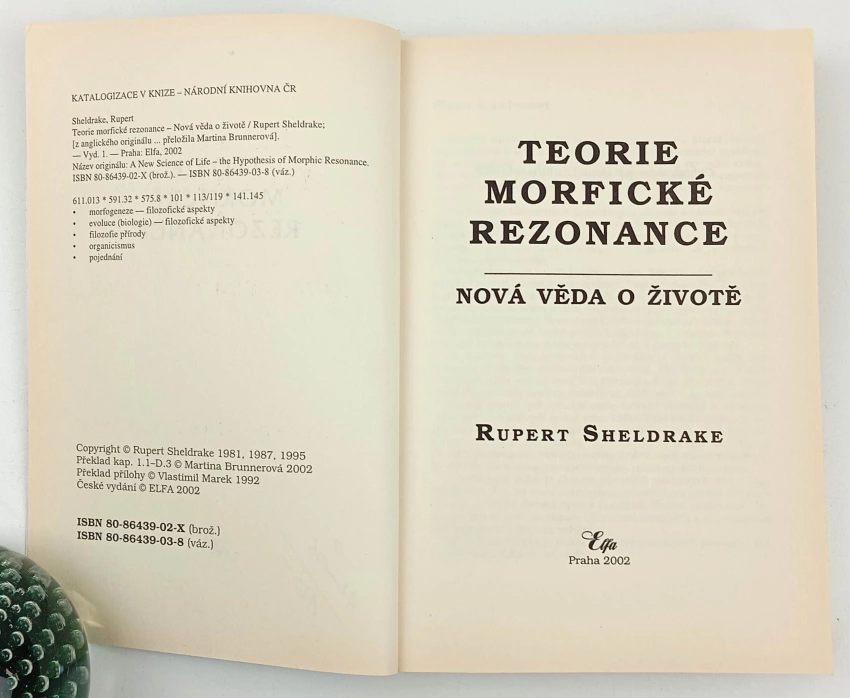 KATALOGIZACE V KNIZE – NÁRODNÍ KNIHOVNA ČR
Sheldrake, Rupert
Teorie morfické rezonance – Nová věda o životě / Rupert Sheldrake;
[z anglického originálu ... přeložila Martina Brunnerová].
— Vyd. 1. — Praha: Elfa, 2002
Název originálu: A New Science of Life – the Hypothesis of Morphic Resonance.
ISBN 80-86439-02-X (brož.). — ISBN 80-86439-03-8 (váz.)
611.013 * 591.32 * 575.8 * 101 * 113/119 * 141.145
• morfogeneze — filozofické aspekty
• evoluce (biologie) — filozofické aspekty
• filozofie přírody
• organicismus
• pojednání
Copyright © Rupert Sheldrake 1981, 1987, 1995
Překlad kap. 1.1–D.3 © Martina Brunnerová 2002
Překlad přílohy © Vlastimil Marek 1992
České vydání © ELFA 2002
ISBN 80-86439-02-X (brož.)
ISBN 80-86439-03-8 (váz.)
TEORIE
MORFICKÉ
REZONANCE
NOVÁ VĚDA O ŽIVOTĚ
RUPERT SHELDRAKE
Elfa
Praha 2002